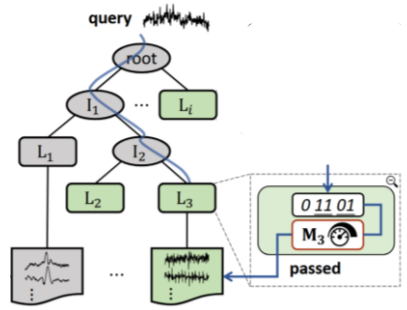 query
root
I₁ ... Lᵢ
L₁ I₂
L₂ L₃
0 11 01
M₃
passed
...